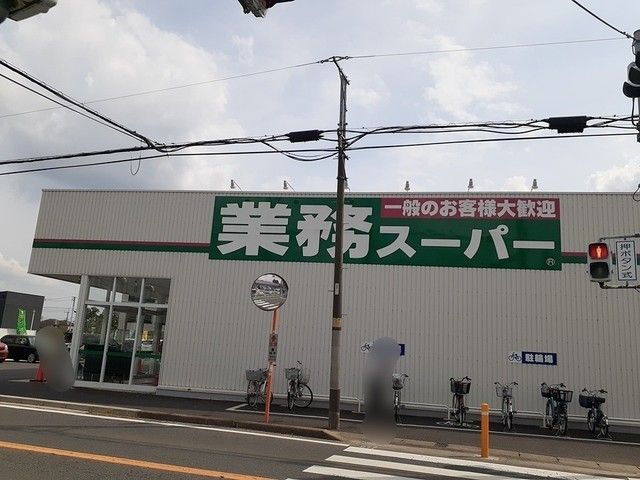 一般のお客様大歓迎
業務スーパー
®
押ボタン式
駐輪場